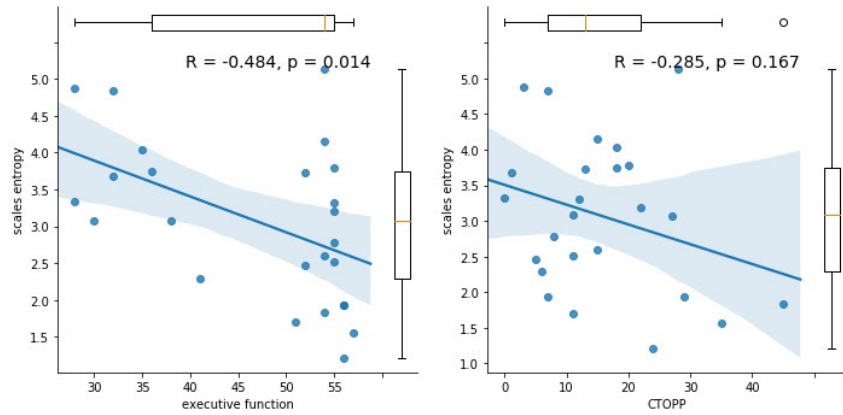 R = -0.484, p = 0.014
5.0
4.5
4.0
3.5
3.0
2.5
2.0
1.5
scales entropy
30 35 40 45 50 55
executive function
R = -0.285, p = 0.167
5.0
4.5
4.0
3.5
3.0
2.5
2.0
1.5
1.0
scales entropy
0 10 20 30 40
CTOPP